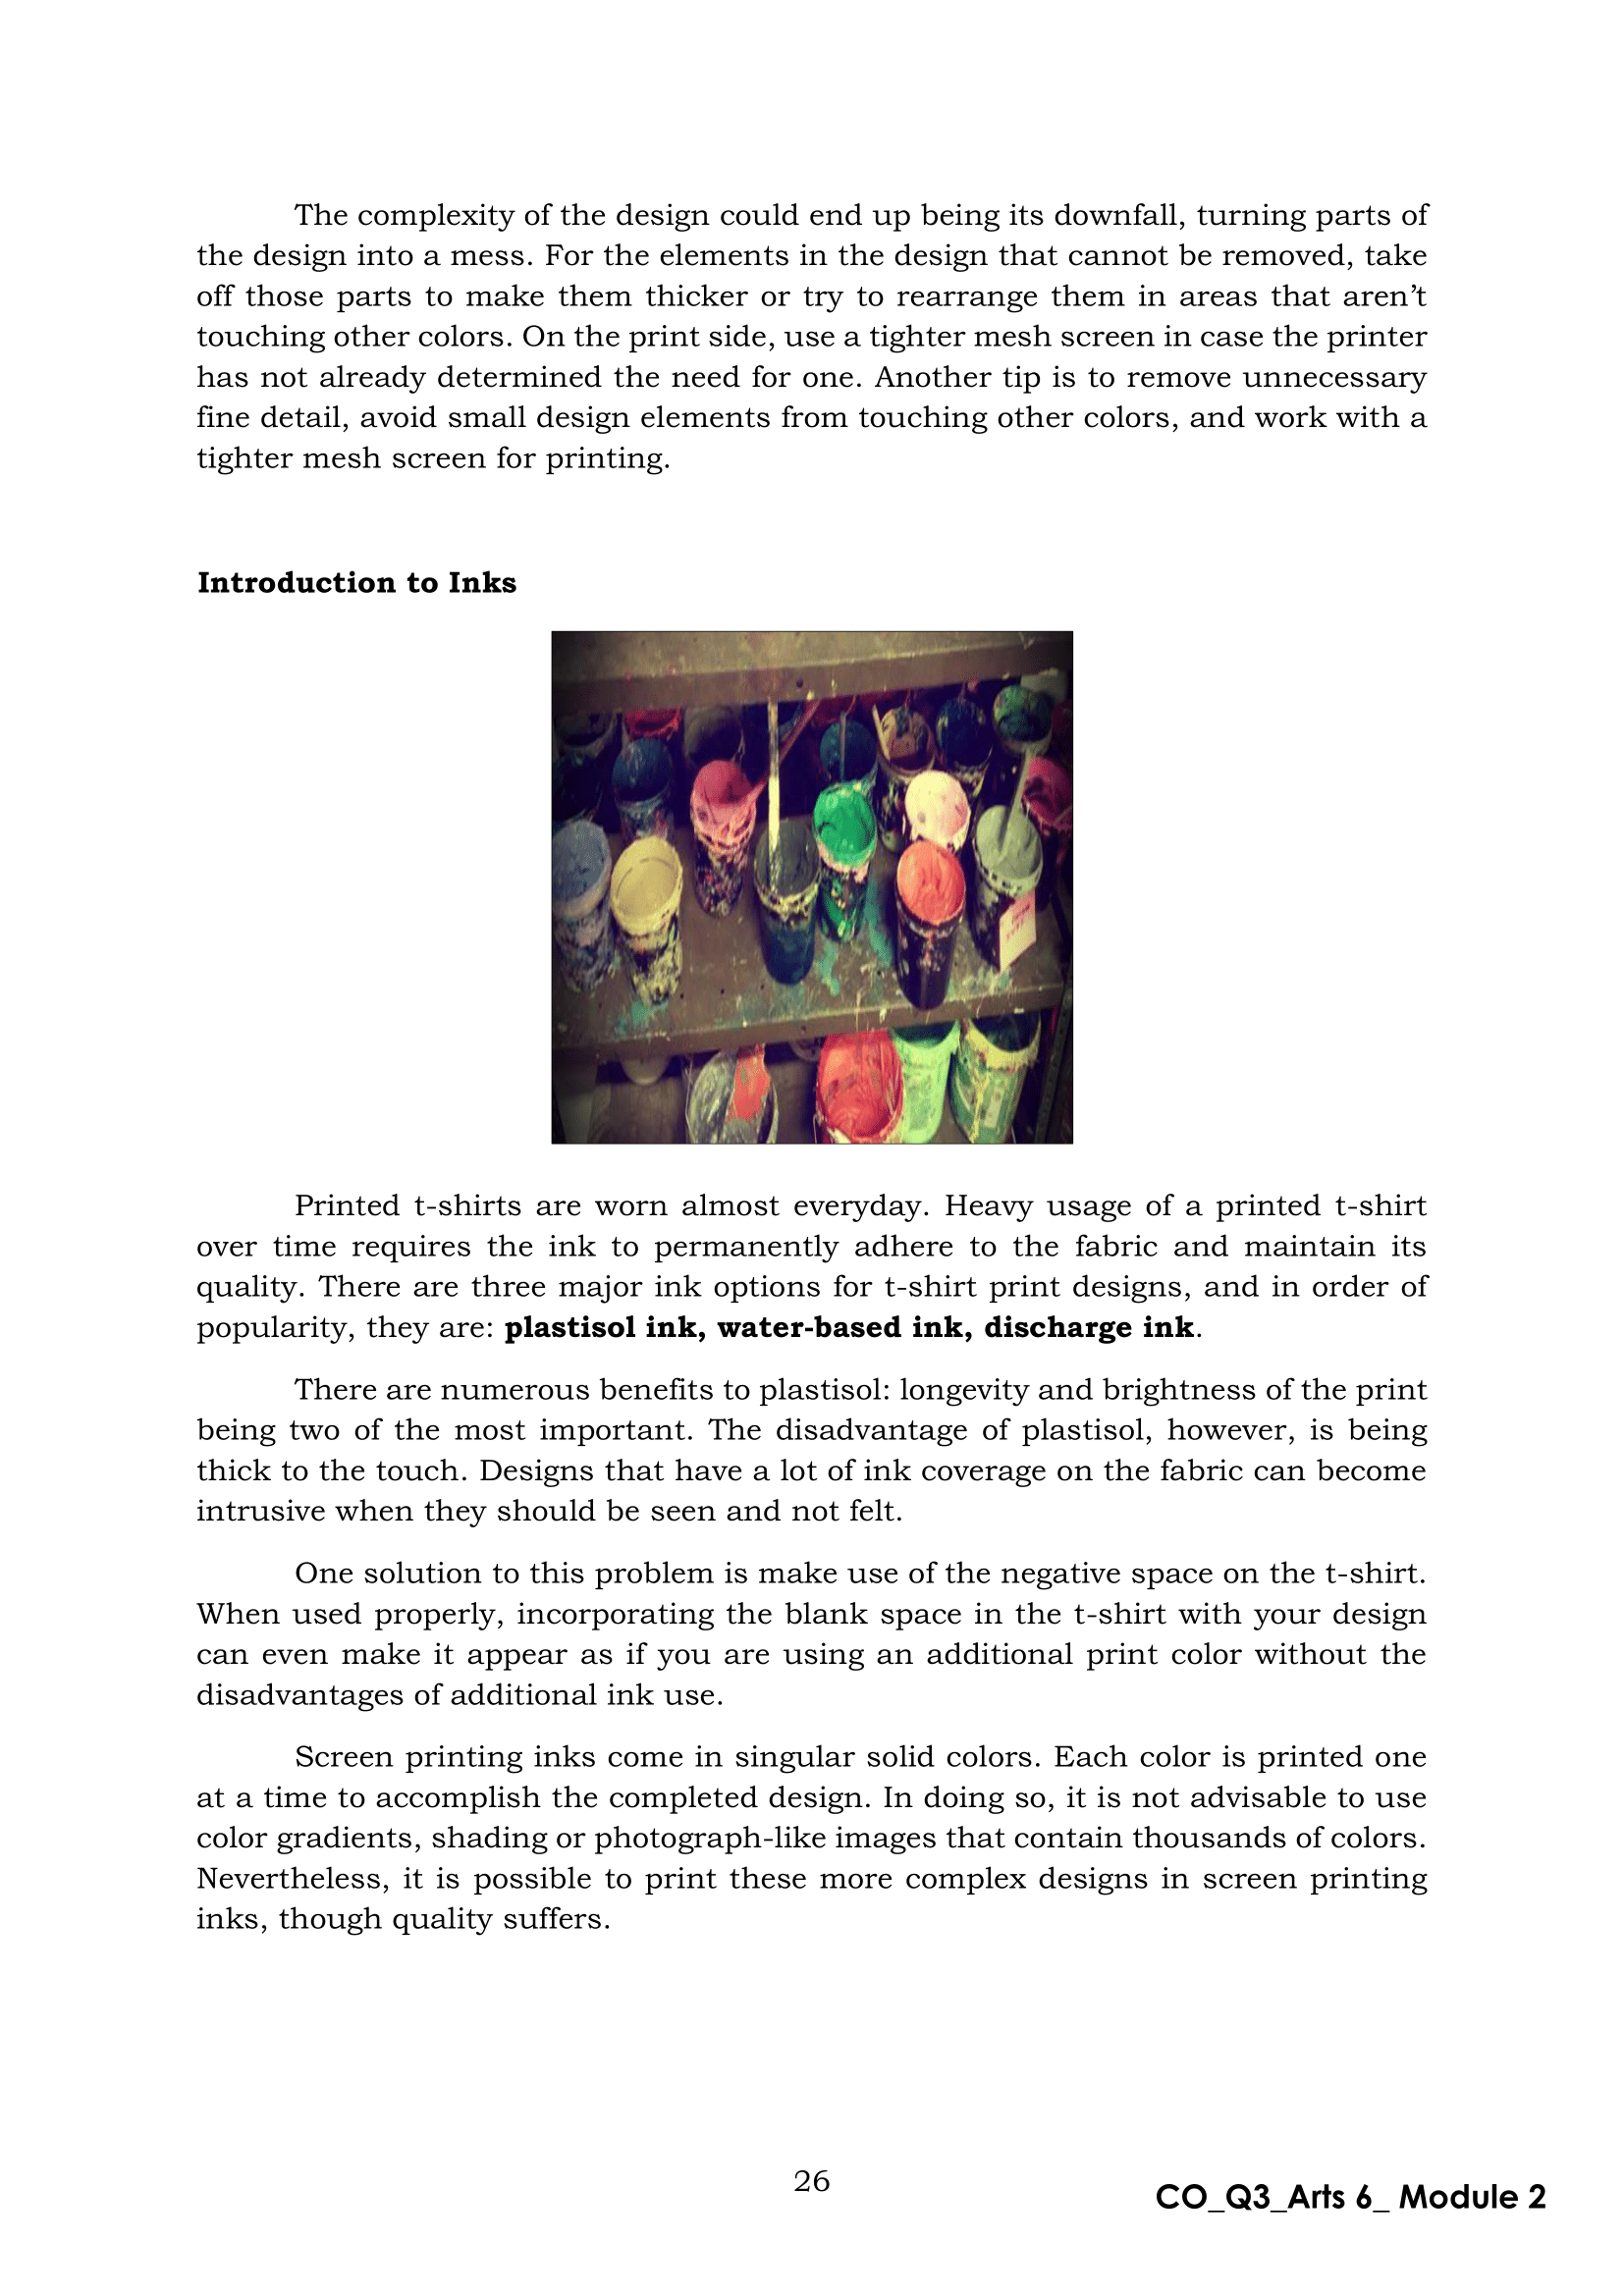 The complexity of the design could end up being its downfall, turning parts of
the design into a mess. For the elements in the design that cannot be removed, take
off those parts to make them thicker or try to rearrange them in areas that aren’t
touching other colors. On the print side, use a tighter mesh screen in case the printer
has not already determined the need for one. Another tip is to remove unnecessary
fine detail, avoid small design elements from touching other colors, and work with a
tighter mesh screen for printing.
Introduction to Inks
Printed t-shirts are worn almost everyday. Heavy usage of a printed t-shirt
over time requires the ink to permanently adhere to the fabric and maintain its
quality. There are three major ink options for t-shirt print designs, and in order of
popularity, they are: plastisol ink, water-based ink, discharge ink.
There are numerous benefits to plastisol: longevity and brightness of the print
being two of the most important. The disadvantage of plastisol, however, is being
thick to the touch. Designs that have a lot of ink coverage on the fabric can become
intrusive when they should be seen and not felt.
One solution to this problem is make use of the negative space on the t-shirt.
When used properly, incorporating the blank space in the t-shirt with your design
can even make it appear as if you are using an additional print color without the
disadvantages of additional ink use.
Screen printing inks come in singular solid colors. Each color is printed one
at a time to accomplish the completed design. In doing so, it is not advisable to use
color gradients, shading or photograph-like images that contain thousands of colors.
Nevertheless, it is possible to print these more complex designs in screen printing
inks, though quality suffers.
26
CO_Q3_Arts 6_ Module 2